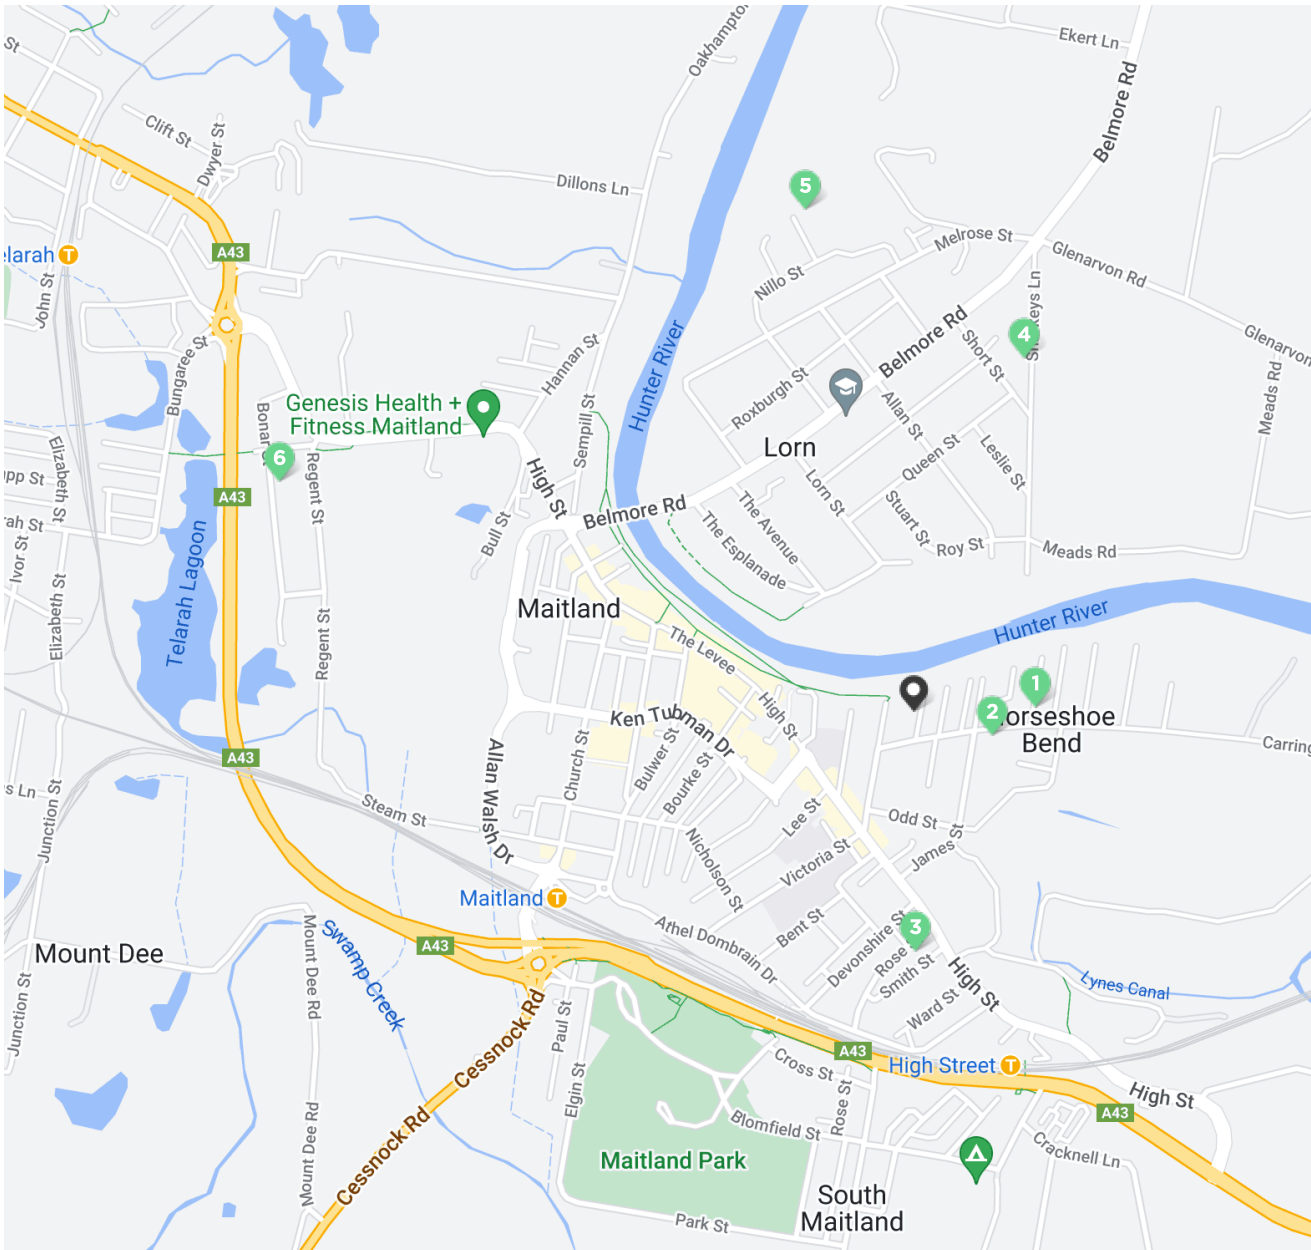 St
Oakhampto
Ekert Ln
Belmore Rd
Clift St
Dwyer St
Dillons Ln
5
Melrose St
Glenarvon Rd
A43
elarah T
John St
Nillo St
Smiths
Belmore Rd
4
Short St
Glenarvon
Bungaree St
Hannan St
Hunter River
Meads Rd
Roxburgh St
Genesis Health +
Fitness Maitland
Sempill St
Allan St
Lorn
Queen St
Leslie St
Elizabeth St
6
Regent St
High St
A43
Belmore Rd
Lorn St
The Avenue
Stuart St
The Esplanade
Roy St
Meads Rd
Bull St
Ivor St
Telarah Lagoon
Elizabeth St
Maitland
Hunter River
Regent St
The Levee
1
2
Horseshoe
Bend
Carring
High St
Ken Tubman Dr
A43
Allan Walsh Dr
Church St
Bulwer St
Bourke St
Junction St
Steam St
Lee St
Odd St
James St
Nicholson St
Victoria St
Maitland T
3
Athel Dombrain Dr
Bent St
Devonshire St
Rose
Smith St
High St
Ward St
Lynes Canal
A43
Mount Dee
Mount Dee Rd
Swamp Creek
Junction St
Cessnock Rd
Paul St
Elgin St
A43
Cross St
Rose St
High Street T
High St
A43
Blomfield St
Cracknell Ln
Cessnock Rd
Mount Dee Rd
Maitland Park
South
Maitland
Park St